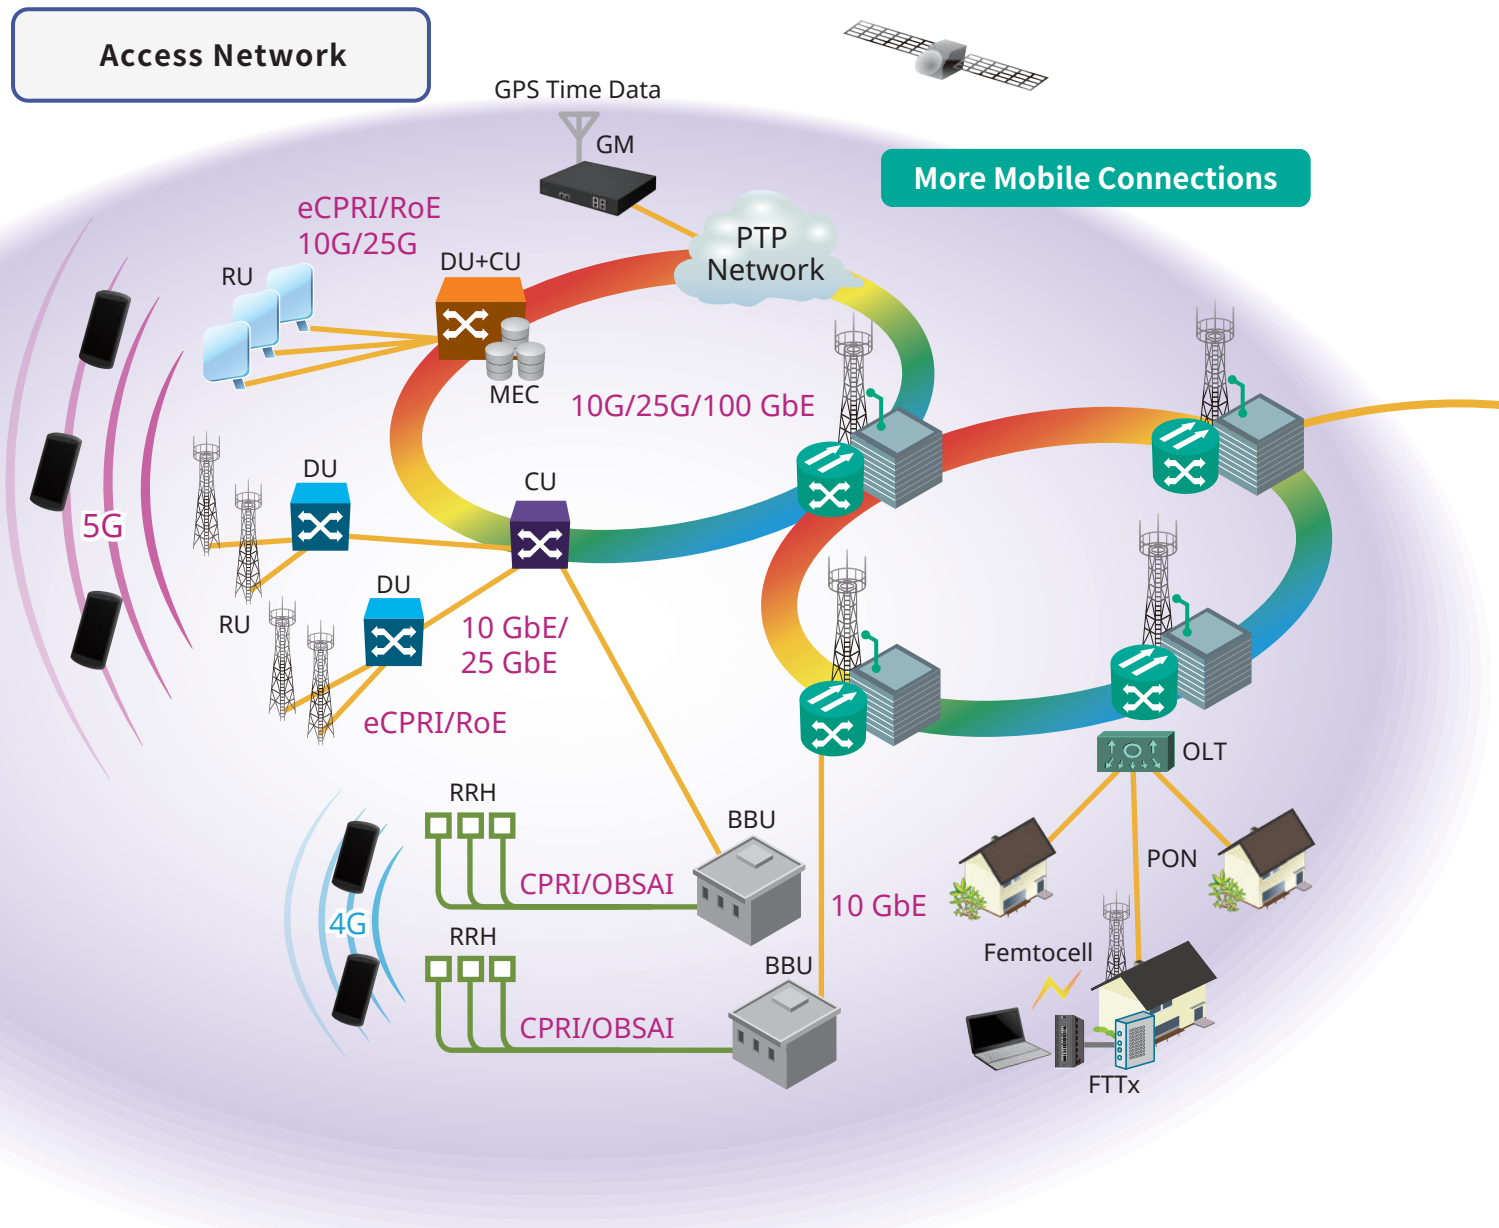 Access Network
GPS Time Data
GM
More Mobile Connections
eCPRI/RoE
10G/25G
PTP
Network
DU+CU
RU
MEC
10G/25G/100 GbE
DU
CU
5G
DU
RU
10 GbE/
25 GbE
eCPRI/RoE
OLT
RRH
BBU
PON
CPRI/OBSAI
10 GbE
4G
RRH
Femtocell
BBU
CPRI/OBSAI
FTTx